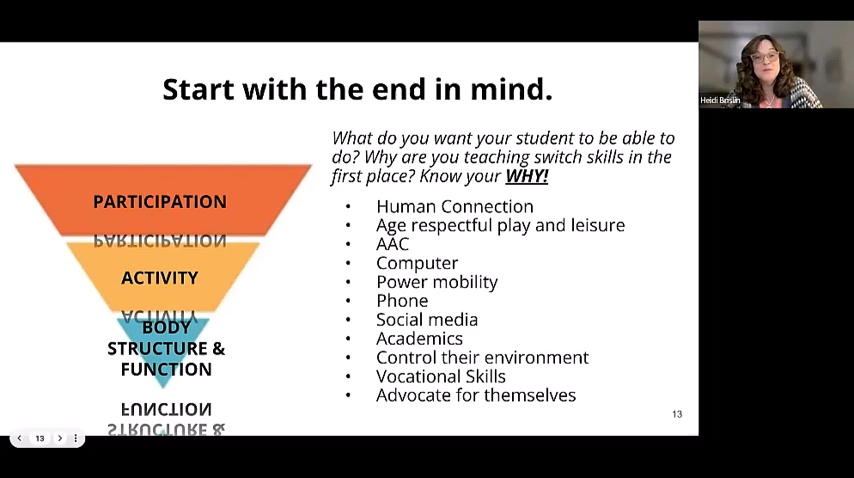 Start with the end in mind.
What do you want your student to be able to
do? Why are you teaching switch skills in the
first place? Know your WHY!
PARTICIPATION
PARTICIPATION
ACTIVITY
ACTIVITY
BODY
STRUCTURE &
FUNCTION
FUNCTION
STRUCTURE &
• Human Connection
• Age respectful play and leisure
• AAC
• Computer
• Power mobility
• Phone
• Social media
• Academics
• Control their environment
• Vocational Skills
• Advocate for themselves
13
13
Heidi Brislin